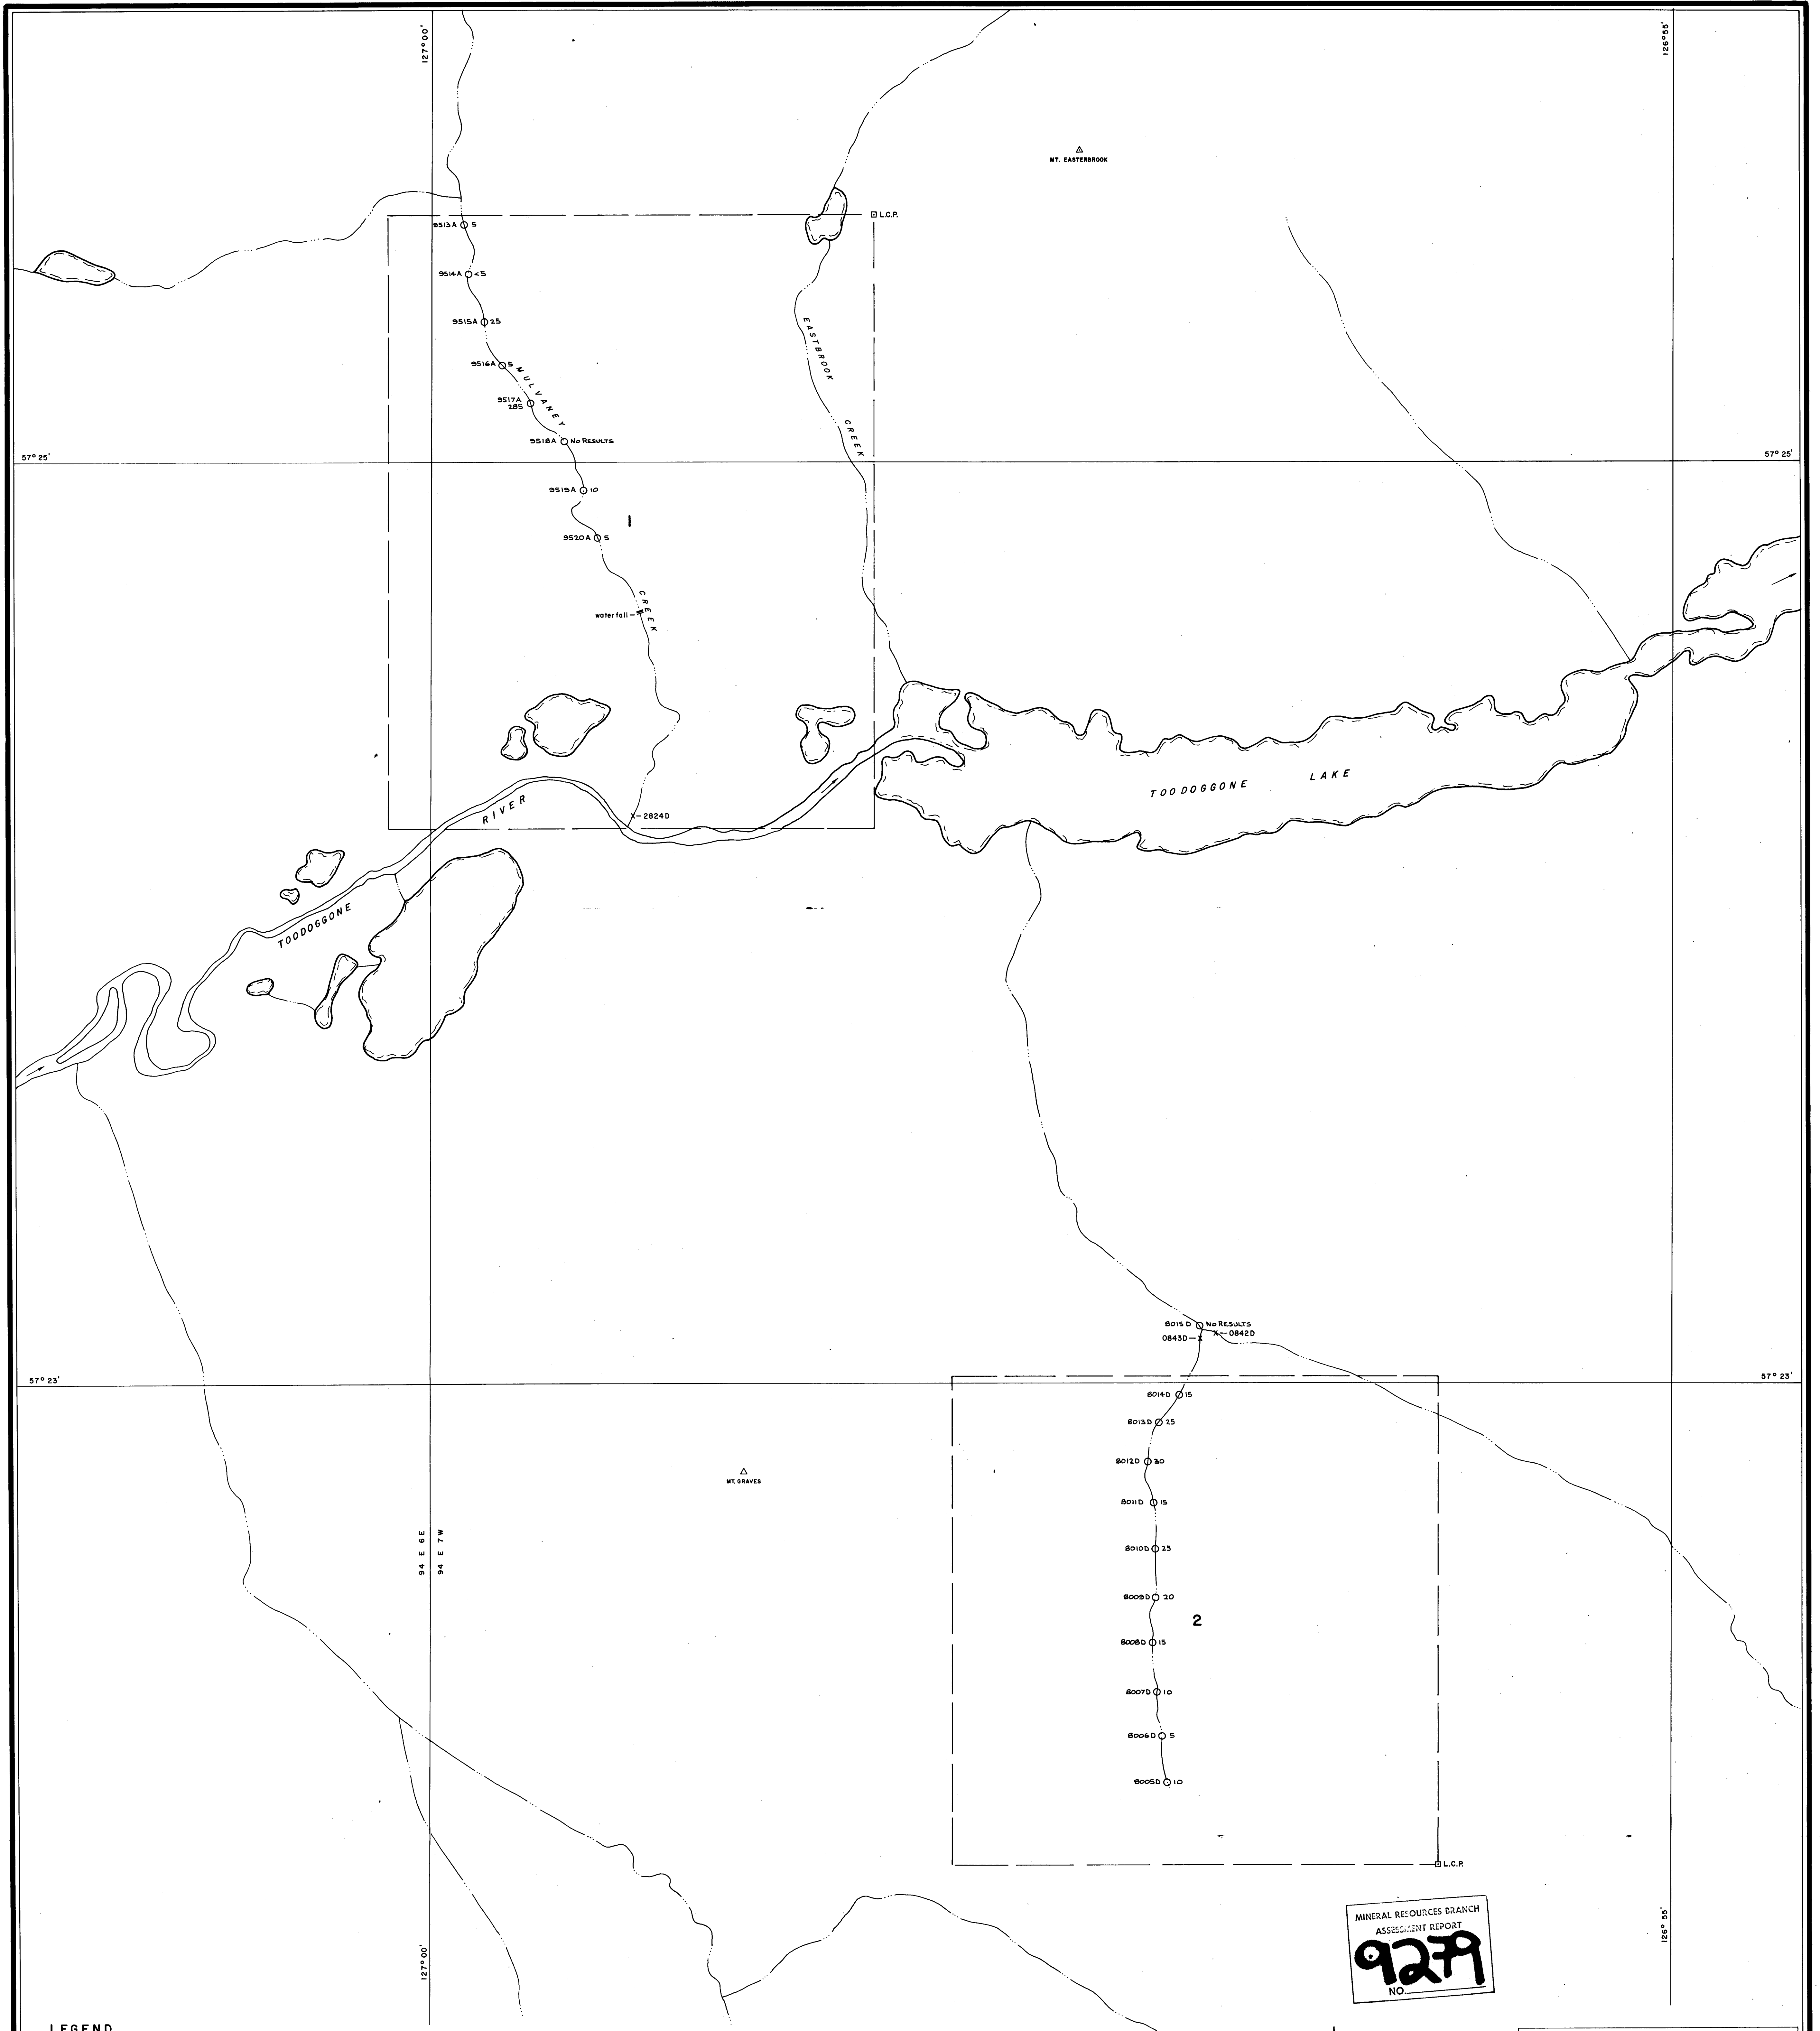 127° 00'
126° 55'
MT. EASTERBROOK
L.C.P.
9513A 5
9514A <5
9515A 25
9516A 5
MULVANEY
EASTBROOK
9517A
285
9518A No RESULTS
CREEK
57° 25'
57° 25'
9519A 10
1
9520A 5
CREEK
waterfall
TOODOGGONE LAKE
RIVER
2824D
TOODOGGONE
8015D No RESULTS
0843D
0842D
57° 23'
57° 23'
8014D 15
8013D 25
8012D 30
MT. GRAVES
8011D 15
94 E 6E
94 E 7W
8010D 25
8009D 20
2
8008D 15
8007D 10
8006D 5
8005D 10
L.C.P.
MINERAL RESOURCES BRANCH
ASSESSMENT REPORT
9279
NO.
127° 00'
126° 55'
LEGEND